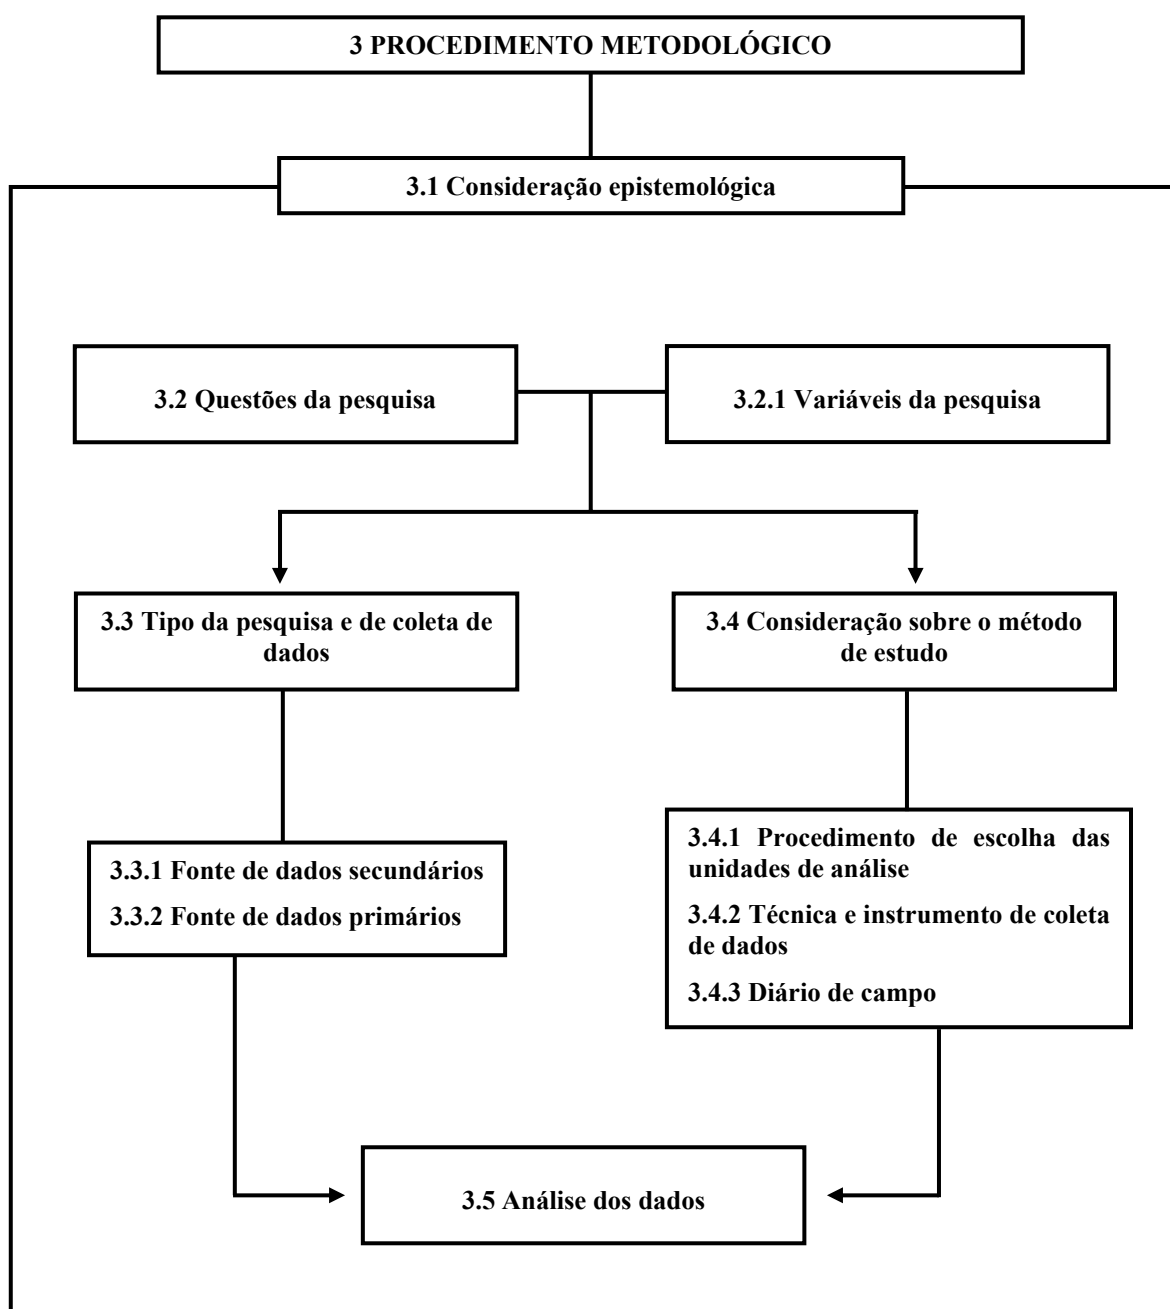 3 PROCEDIMENTO METODOLÓGICO
3.1 Consideração epistemológica
3.2 Questões da pesquisa
3.2.1 Variáveis da pesquisa
3.3 Tipo da pesquisa e de coleta de
dados
3.4 Consideração sobre o método
de estudo
3.3.1 Fonte de dados secundários
3.3.2 Fonte de dados primários
3.4.1 Procedimento de escolha das
unidades de análise
3.4.2 Técnica e instrumento de coleta
de dados
3.4.3 Diário de campo
3.5 Análise dos dados